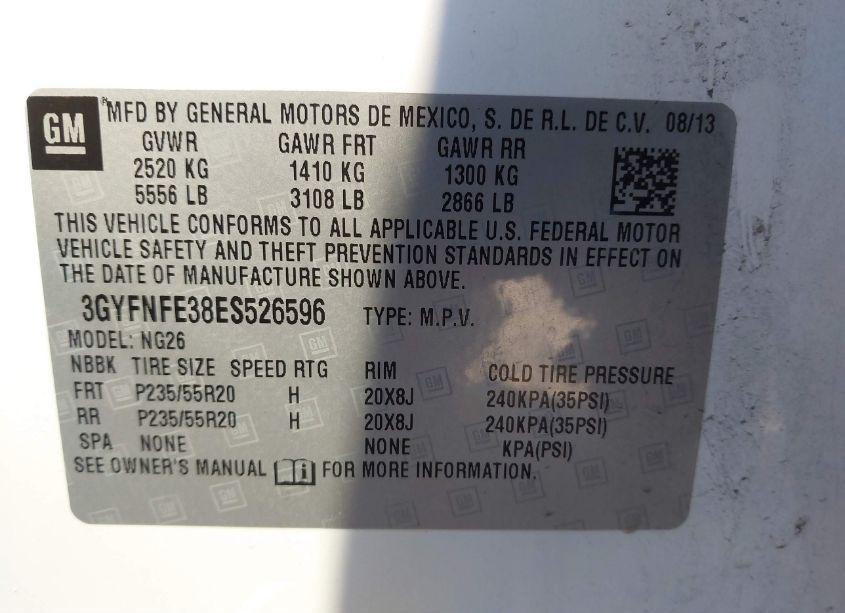 GM
MFD BY GENERAL MOTORS DE MEXICO, S. DE R.L. DE C.V. 08/13
GVWR GAWR FRT GAWR RR
2520 KG 1410 KG 1300 KG
5556 LB 3108 LB 2866 LB
THIS VEHICLE CONFORMS TO ALL APPLICABLE U.S. FEDERAL MOTOR
VEHICLE SAFETY AND THEFT PREVENTION STANDARDS IN EFFECT ON
THE DATE OF MANUFACTURE SHOWN ABOVE.
3GYFNFE38ES526596 TYPE: M.P.V.
MODEL: NG26
NBBK TIRE SIZE SPEED RTG RIM COLD TIRE PRESSURE
FRT P235/55R20 H 20X8J 240KPA(35PSI)
RR P235/55R20 H 20X8J 240KPA(35PSI)
SPA NONE NONE KPA(PSI)
SEE OWNER'S MANUAL FOR MORE INFORMATION.